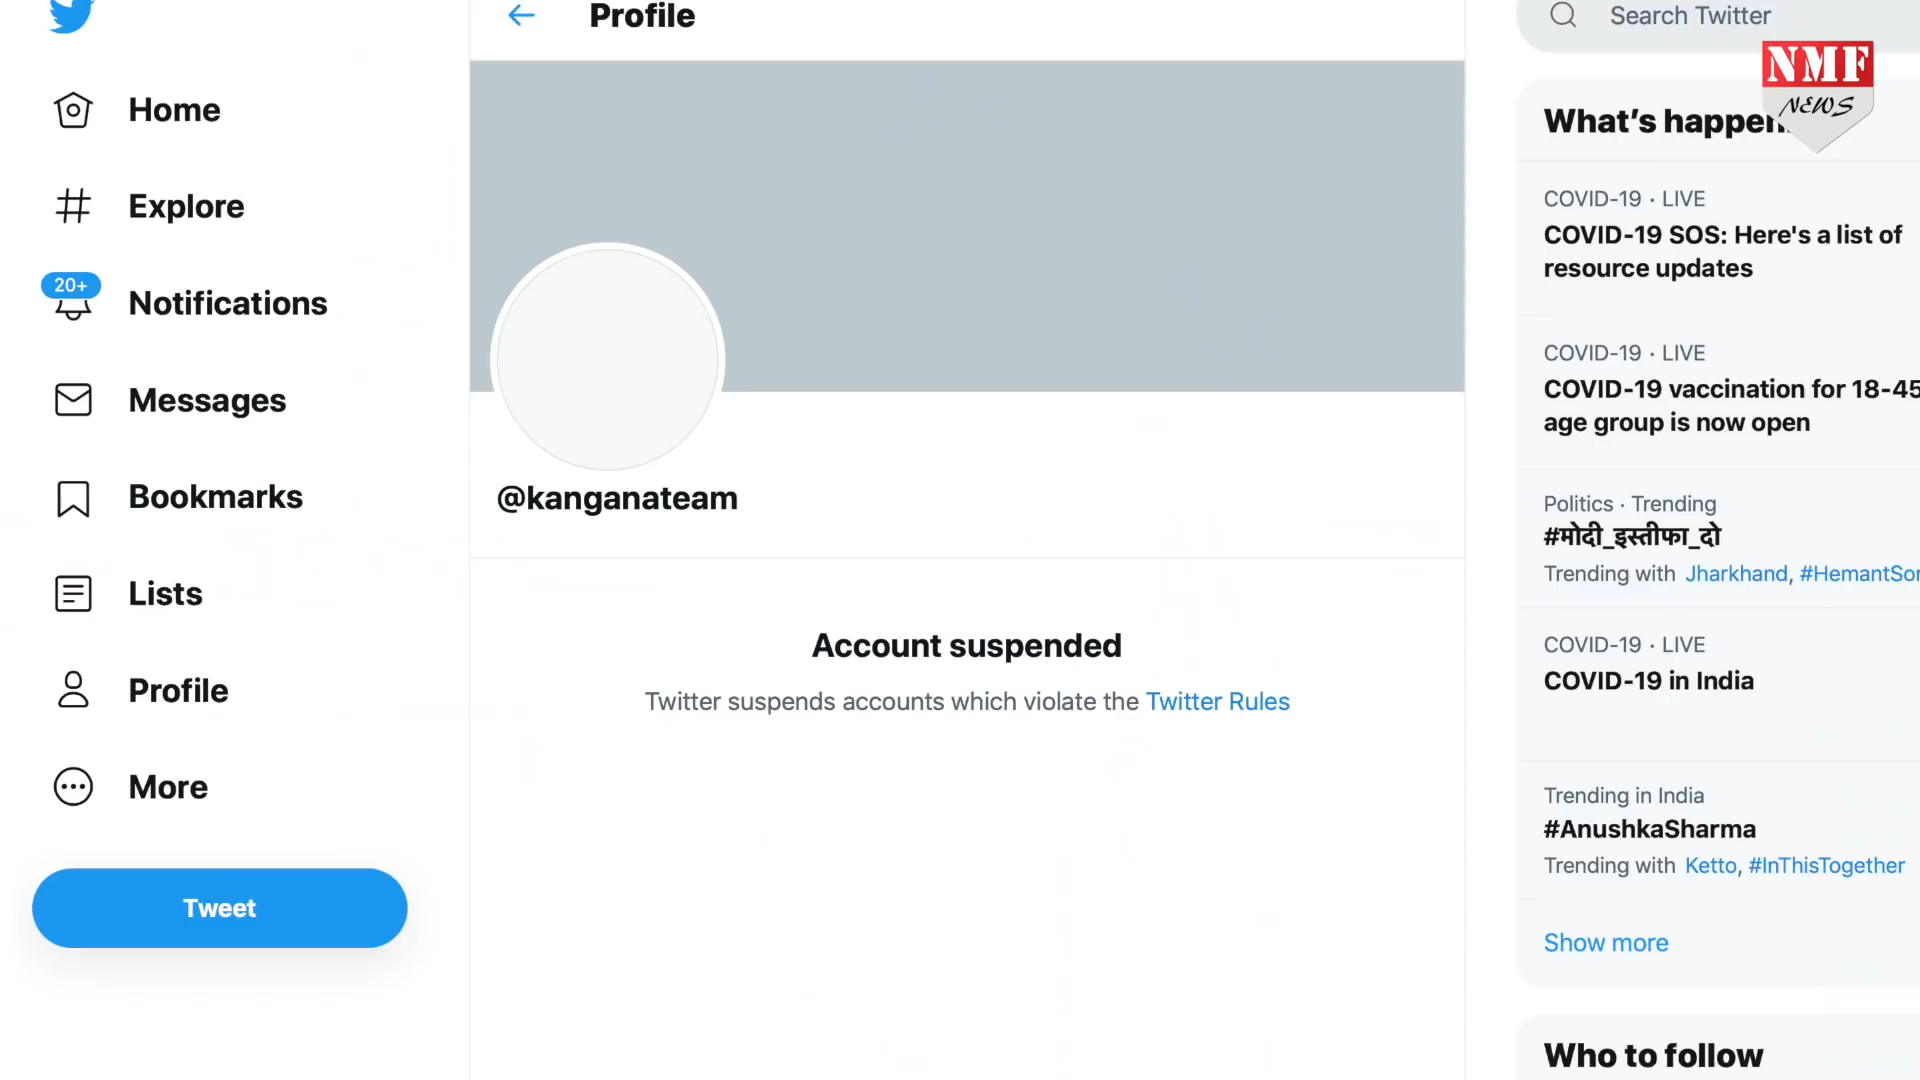 Home
Explore
20+
Notifications
Messages
Bookmarks
Lists
Profile
More
Tweet
Profile
@kanganateam
Account suspended
Twitter suspends accounts which violate the Twitter Rules
Search Twitter
NMF
NEWS
What's happen
COVID-19 · LIVE
COVID-19 SOS: Here's a list of
resource updates
COVID-19 · LIVE
COVID-19 vaccination for 18-45
age group is now open
Politics · Trending
#मोदी_इस्तीफा_दो
Trending with Jharkhand, #HemantSor
COVID-19 · LIVE
COVID-19 in India
Trending in India
#AnushkaSharma
Trending with Ketto, #InThisTogether
Show more
Who to follow